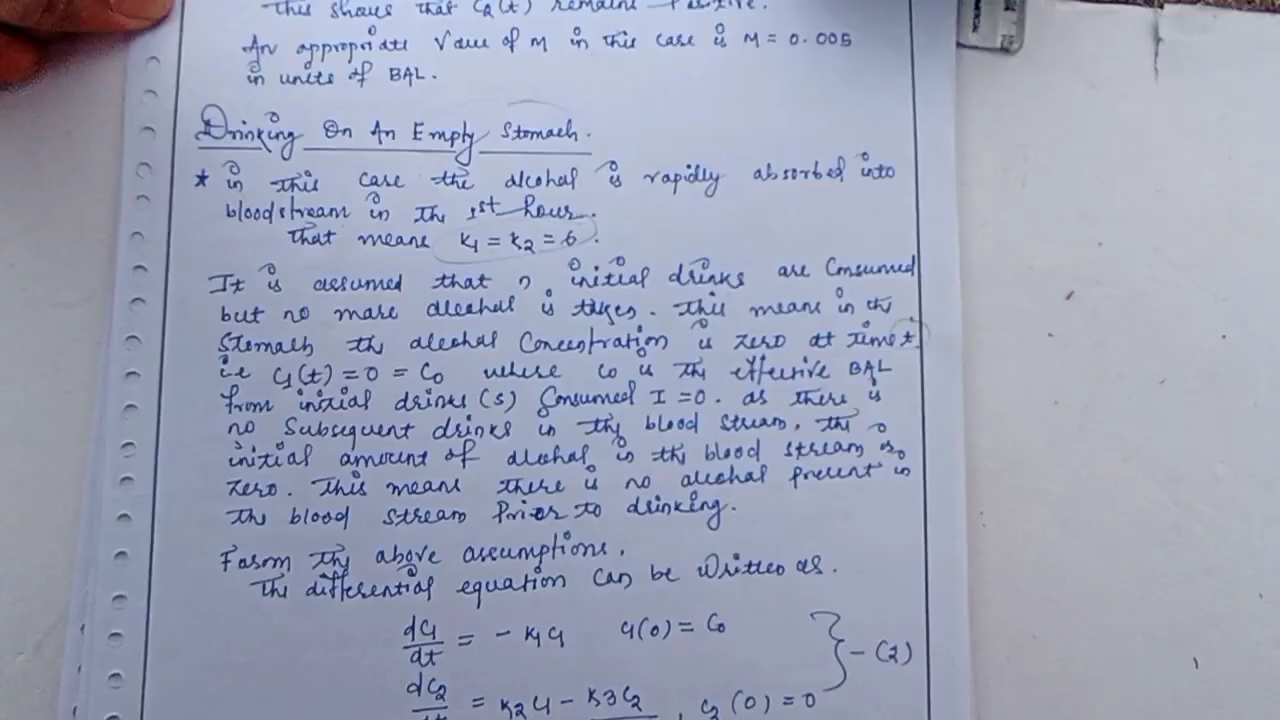 This shows that C2(t) remains Positive.
An appropriate Value of M in this case is M = 0.005
in units of BAL.
Drinking On An Empty Stomach.
* in this case the alcohal is rapidly absorbed into
bloodstream in the 1st hour.
That means K1 = K2 = 6.
It is assumed that n initial drinks are Consumed
but no more alcohal is taken. This means in the
Stomach the alcohal Concentration is zero at time t.
i.e C1(t) = 0 = C0 where C0 is the effective BAL
from initial drink(s) Consumed I = 0. as there is
no Subsequent drinks in the blood stream, the
initial amount of alcohal in the blood stream is
zero. This means there is no alcohal present in
the blood stream Prior to drinking.
From the above assumptions.
The differential equation can be Written as.
dC1/dt = - K1C1 C1(0) = C0
} - (2)
dC2/dt = K2C1 - K3C2 , C2(0) = 0